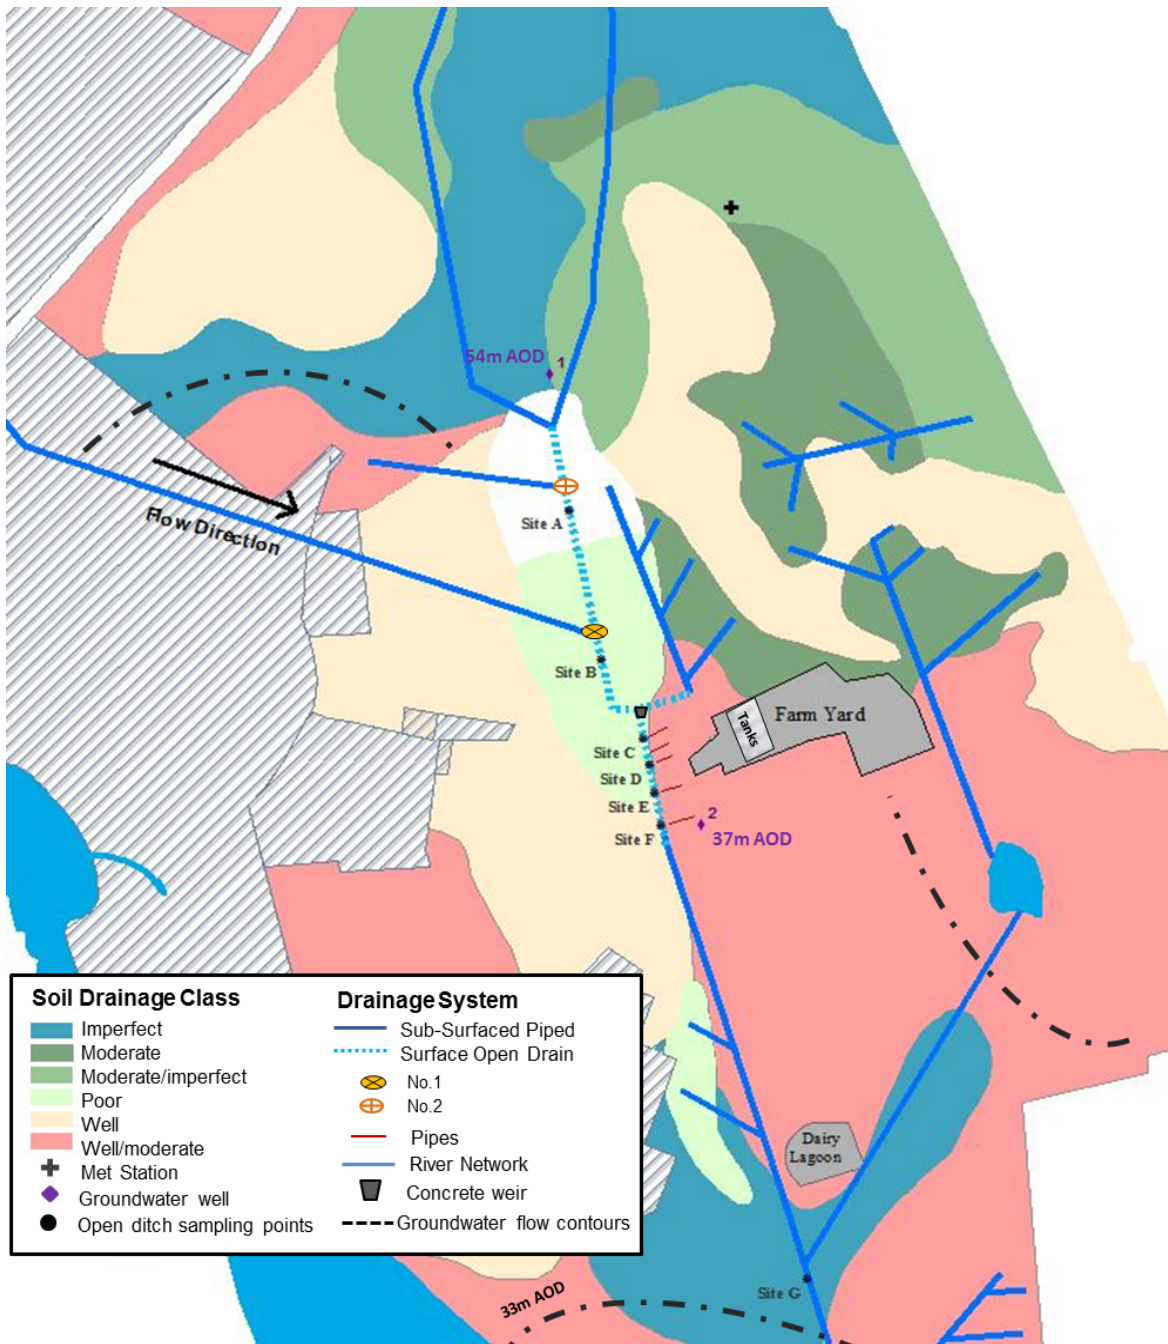 54m AOD
1
Flow Direction
Site A
Site B
Tanks
Farm Yard
Site C
Site D
Site E
2
Site F
37m AOD
Soil Drainage Class
Imperfect
Moderate
Moderate/imperfect
Poor
Well
Well/moderate
Met Station
Groundwater well
Open ditch sampling points
Drainage System
Sub-Surfaced Piped
Surface Open Drain
No.1
No.2
Pipes
River Network
Concrete weir
Groundwater flow contours
Dairy
Lagoon
Site G
33m AOD